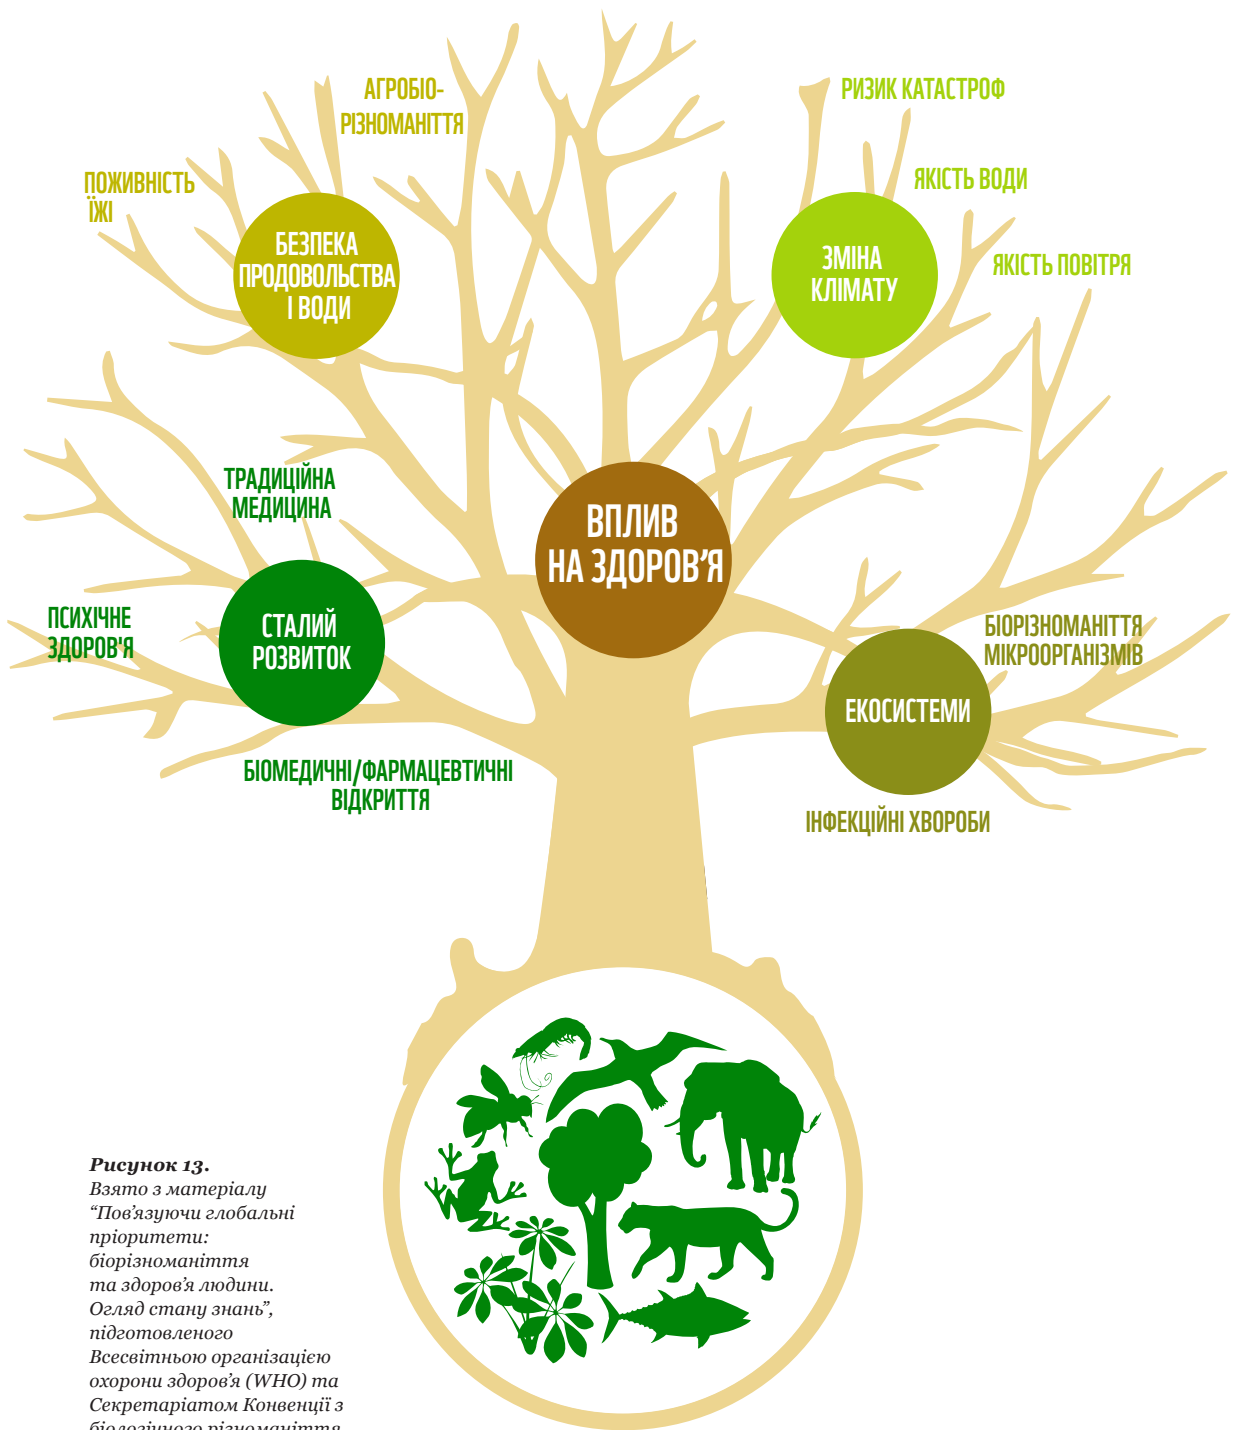 АГРОБІО-
РІЗНОМАНІТТЯ
ПОЖИВНІСТЬ
ЇЖІ
БЕЗПЕКА
ПРОДОВОЛЬСТВА
І ВОДИ
РИЗИК КАТАСТРОФ
ЯКІСТЬ ВОДИ
ЯКІСТЬ ПОВІТРЯ
ЗМІНА
КЛІМАТУ
ТРАДИЦІЙНА
МЕДИЦИНА
ВПЛИВ
НА ЗДОРОВ’Я
ПСИХІЧНЕ
ЗДОРОВ'Я
СТАЛИЙ
РОЗВИТОК
БІОМЕДИЧНІ/ФАРМАЦЕВТИЧНІ
ВІДКРИТТЯ
БІОРІЗНОМАНІТТЯ
МІКРООРГАНІЗМІВ
ЕКОСИСТЕМИ
ІНФЕКЦІЙНІ ХВОРОБИ
Рисунок 13.
Взято з матеріалу
“Пов’язуючи глобальні
пріоритети:
біорізноманіття
та здоров’я людини.
Огляд стану знань”,
підготовленого
Всесвітньою організацією
охорони здоров’я (WHO) та
Секретаріатом Конвенції з
біологічного різноманіття